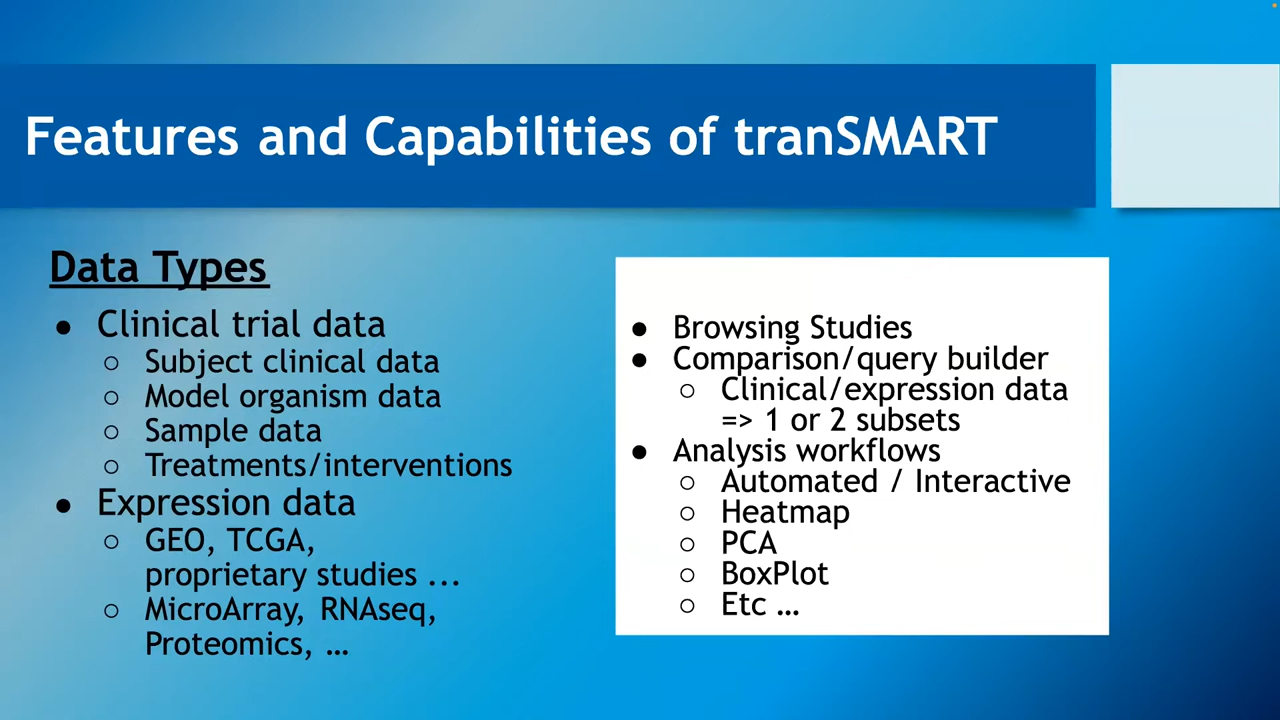 Features and Capabilities of tranSMART
Data Types
● Clinical trial data
○ Subject clinical data
○ Model organism data
○ Sample data
○ Treatments/interventions
● Expression data
○ GEO, TCGA,
proprietary studies ...
○ MicroArray, RNAseq,
Proteomics, …
● Browsing Studies
● Comparison/query builder
○ Clinical/expression data
=> 1 or 2 subsets
● Analysis workflows
○ Automated / Interactive
○ Heatmap
○ PCA
○ BoxPlot
○ Etc …